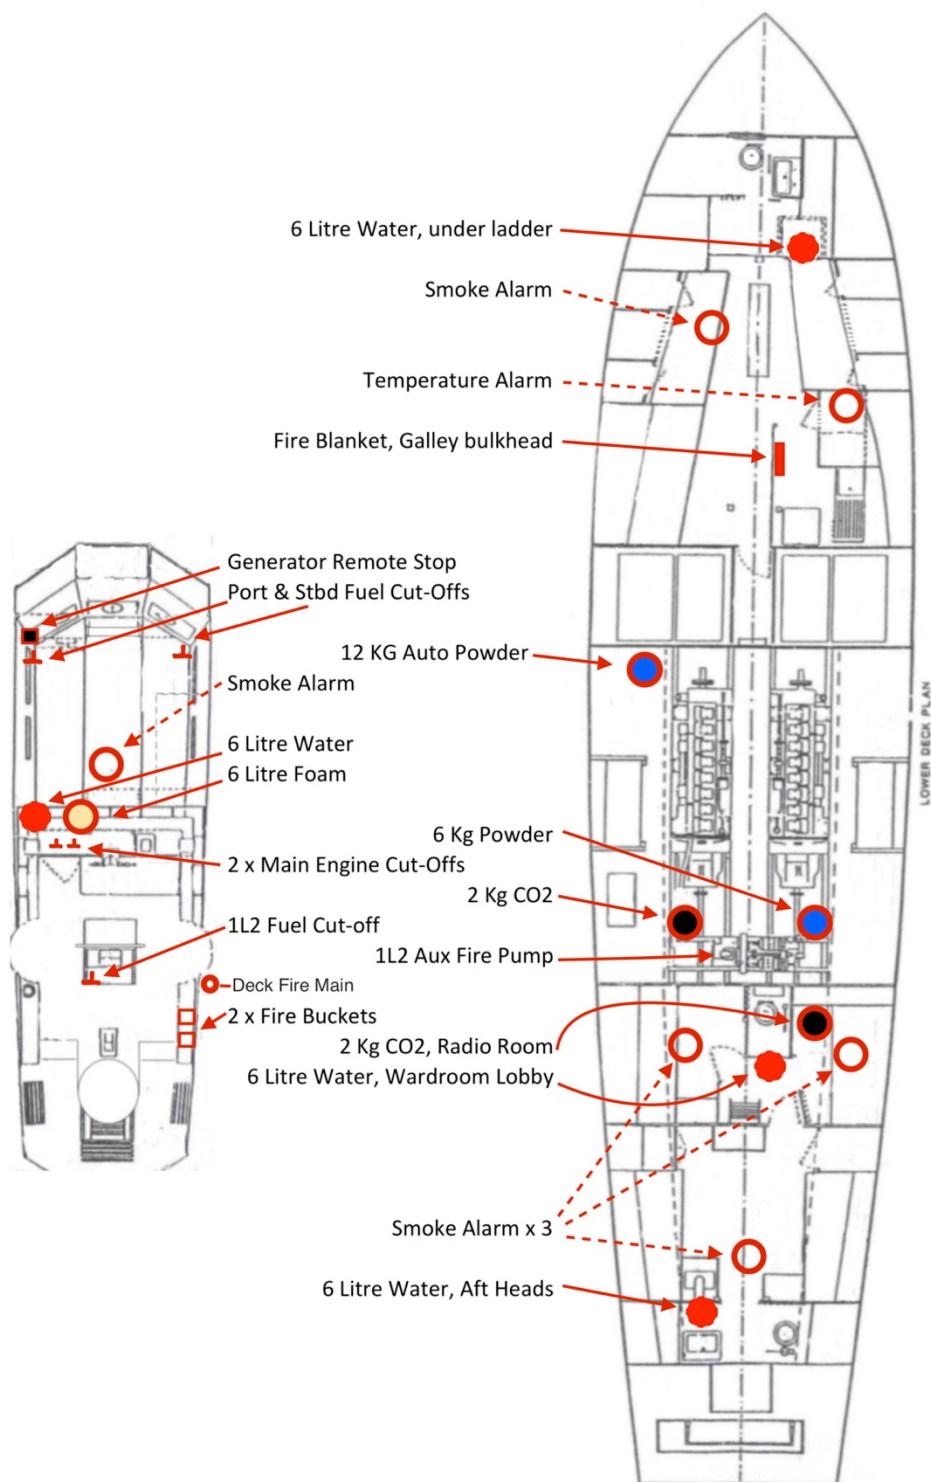 6 Litre Water, under ladder
Smoke Alarm
Temperature Alarm
Fire Blanket, Galley bulkhead
Generator Remote Stop
Port & Stbd Fuel Cut-Offs
12 KG Auto Powder
Smoke Alarm
6 Litre Water
6 Litre Foam
6 Kg Powder
2 x Main Engine Cut-Offs
2 Kg CO2
1L2 Fuel Cut-off
1L2 Aux Fire Pump
Deck Fire Main
2 x Fire Buckets
2 Kg CO2, Radio Room
6 Litre Water, Wardroom Lobby
Smoke Alarm x 3
6 Litre Water, Aft Heads
LOWER DECK PLAN